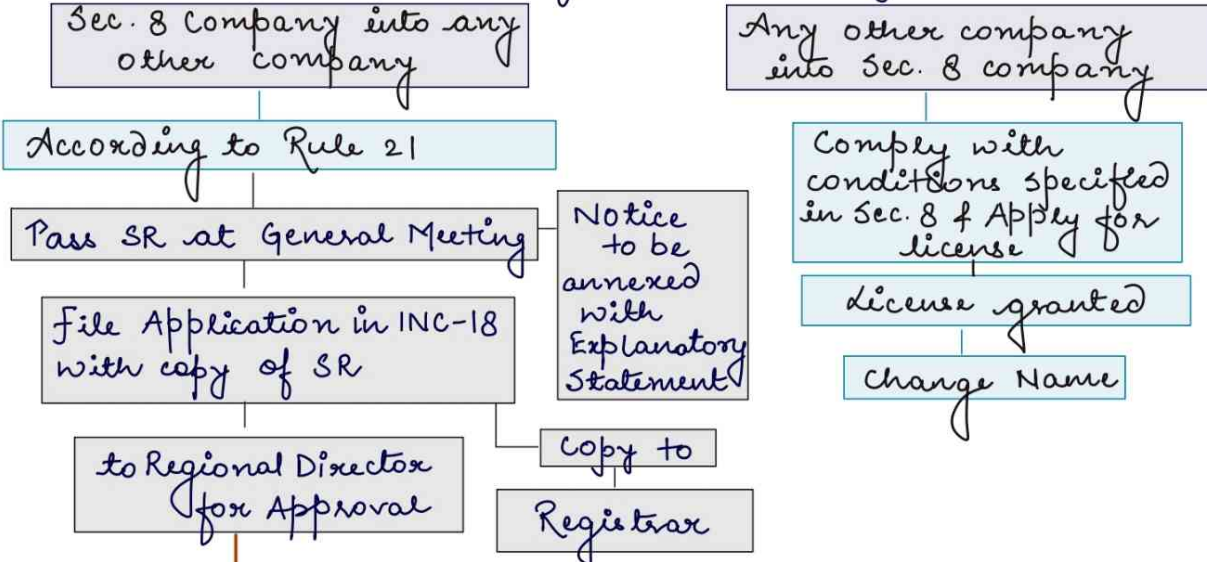 Sec. 8 Company into any
other company
According to Rule 21
Pass SR at General Meeting
Notice
to be
annexed
with
Explanatory
Statement
File Application in INC-18
with copy of SR
to Regional Director
for Approval
Copy to
Registrar
Any other company
into Sec. 8 company
Comply with
conditions specified
in Sec. 8 & Apply for
license
License granted
Change Name